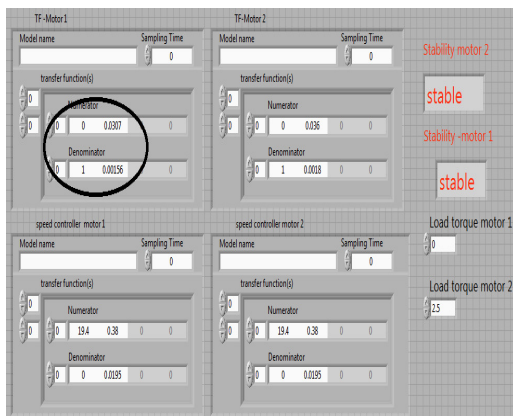 TF -Motor1
Model name
Sampling Time
0
transfer function(s)
0
Numerator
0
0
0
0.0307
0
Denominator
0
1
0.00156
0
TF-Motor 2
Model name
Sampling Time
0
transfer function(s)
0
Numerator
0
0
0
0.036
0
Denominator
0
1
0.0018
0
Stability motor 2
stable
Stability -motor 1
stable
speed controller motor1
Model name
Sampling Time
0
transfer function(s)
0
Numerator
0
0
19.4
0.38
0
0
Denominator
0
0
0.0195
0
0
speed controller motor 2
Model name
Sampling Time
0
transfer function(s)
0
Numerator
0
0
19.4
0.38
0
0
Denominator
0
0
0.0195
0
0
Load torque motor 1
0
Load torque motor 2
2.5